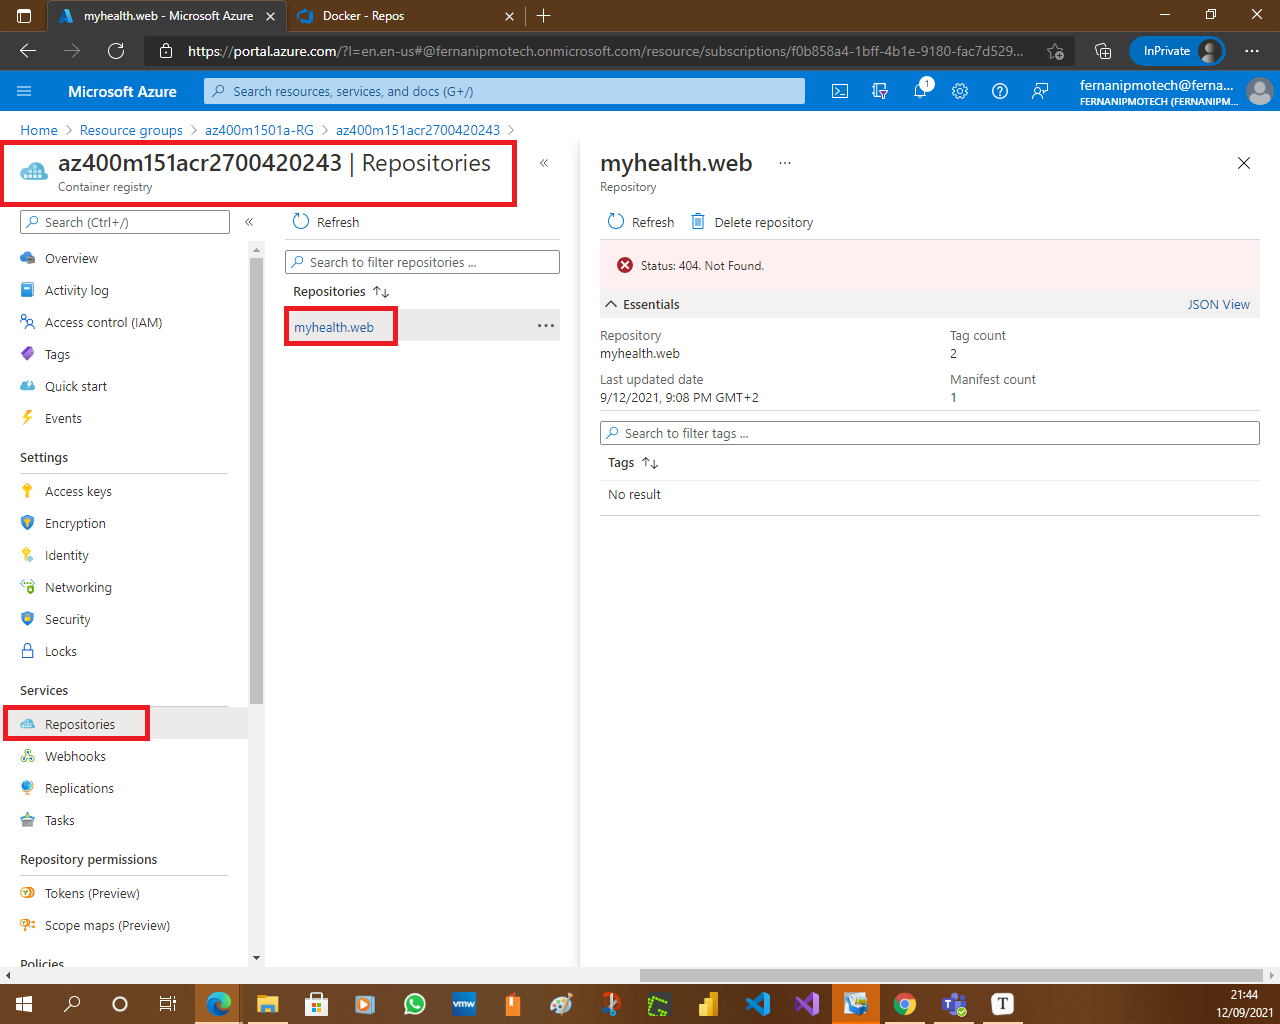 myhealth.web - Microsoft Azure
Docker - Repos
https://portal.azure.com/?l=en.en-us#@fernanipmotech.onmicrosoft.com/resource/subscriptions/f0b858a4-1bff-4b1e-9180-fac7d529...
InPrivate
Microsoft Azure
Search resources, services, and docs (G+/)
1
fernanipmotech@ferna...
FERNANIPMOTECH (FERNANIPM...
Home > Resource groups > az400m1501a-RG > az400m151acr2700420243 >
az400m151acr2700420243 | Repositories
Container registry
Search (Ctrl+/)
Overview
Activity log
Access control (IAM)
Tags
Quick start
Events
Settings
Access keys
Encryption
Identity
Networking
Security
Locks
Services
Repositories
Webhooks
Replications
Tasks
Repository permissions
Tokens (Preview)
Scope maps (Preview)
Policies
Refresh
Search to filter repositories ...
Repositories
myhealth.web
myhealth.web
Repository
Refresh
Delete repository
Status: 404. Not Found.
Essentials
JSON View
Repository
myhealth.web
Tag count
2
Last updated date
9/12/2021, 9:08 PM GMT+2
Manifest count
1
Search to filter tags ...
Tags
No result
vmw
T
21:44
12/09/2021